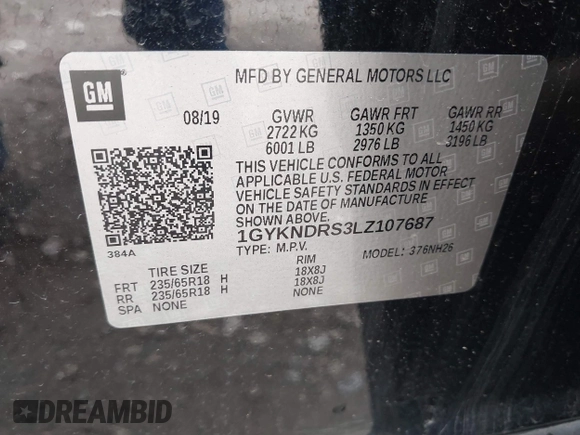 GM
MFD BY GENERAL MOTORS LLC
08/19
GVWR
2722 KG
6001 LB
GAWR FRT
1350 KG
2976 LB
GAWR RR
1450 KG
3196 LB
THIS VEHICLE CONFORMS TO ALL
APPLICABLE U.S. FEDERAL MOTOR
VEHICLE SAFETY STANDARDS IN EFFECT
ON THE DATE OF MANUFACTURE
SHOWN ABOVE.
1GYKNDRS3LZ107687
TYPE: M.P.V.
MODEL: 376NH26
384A
TIRE SIZE
RIM
FRT 235/65R18 H 18X8J
RR 235/65R18 H 18X8J
SPA NONE NONE
DREAMBID